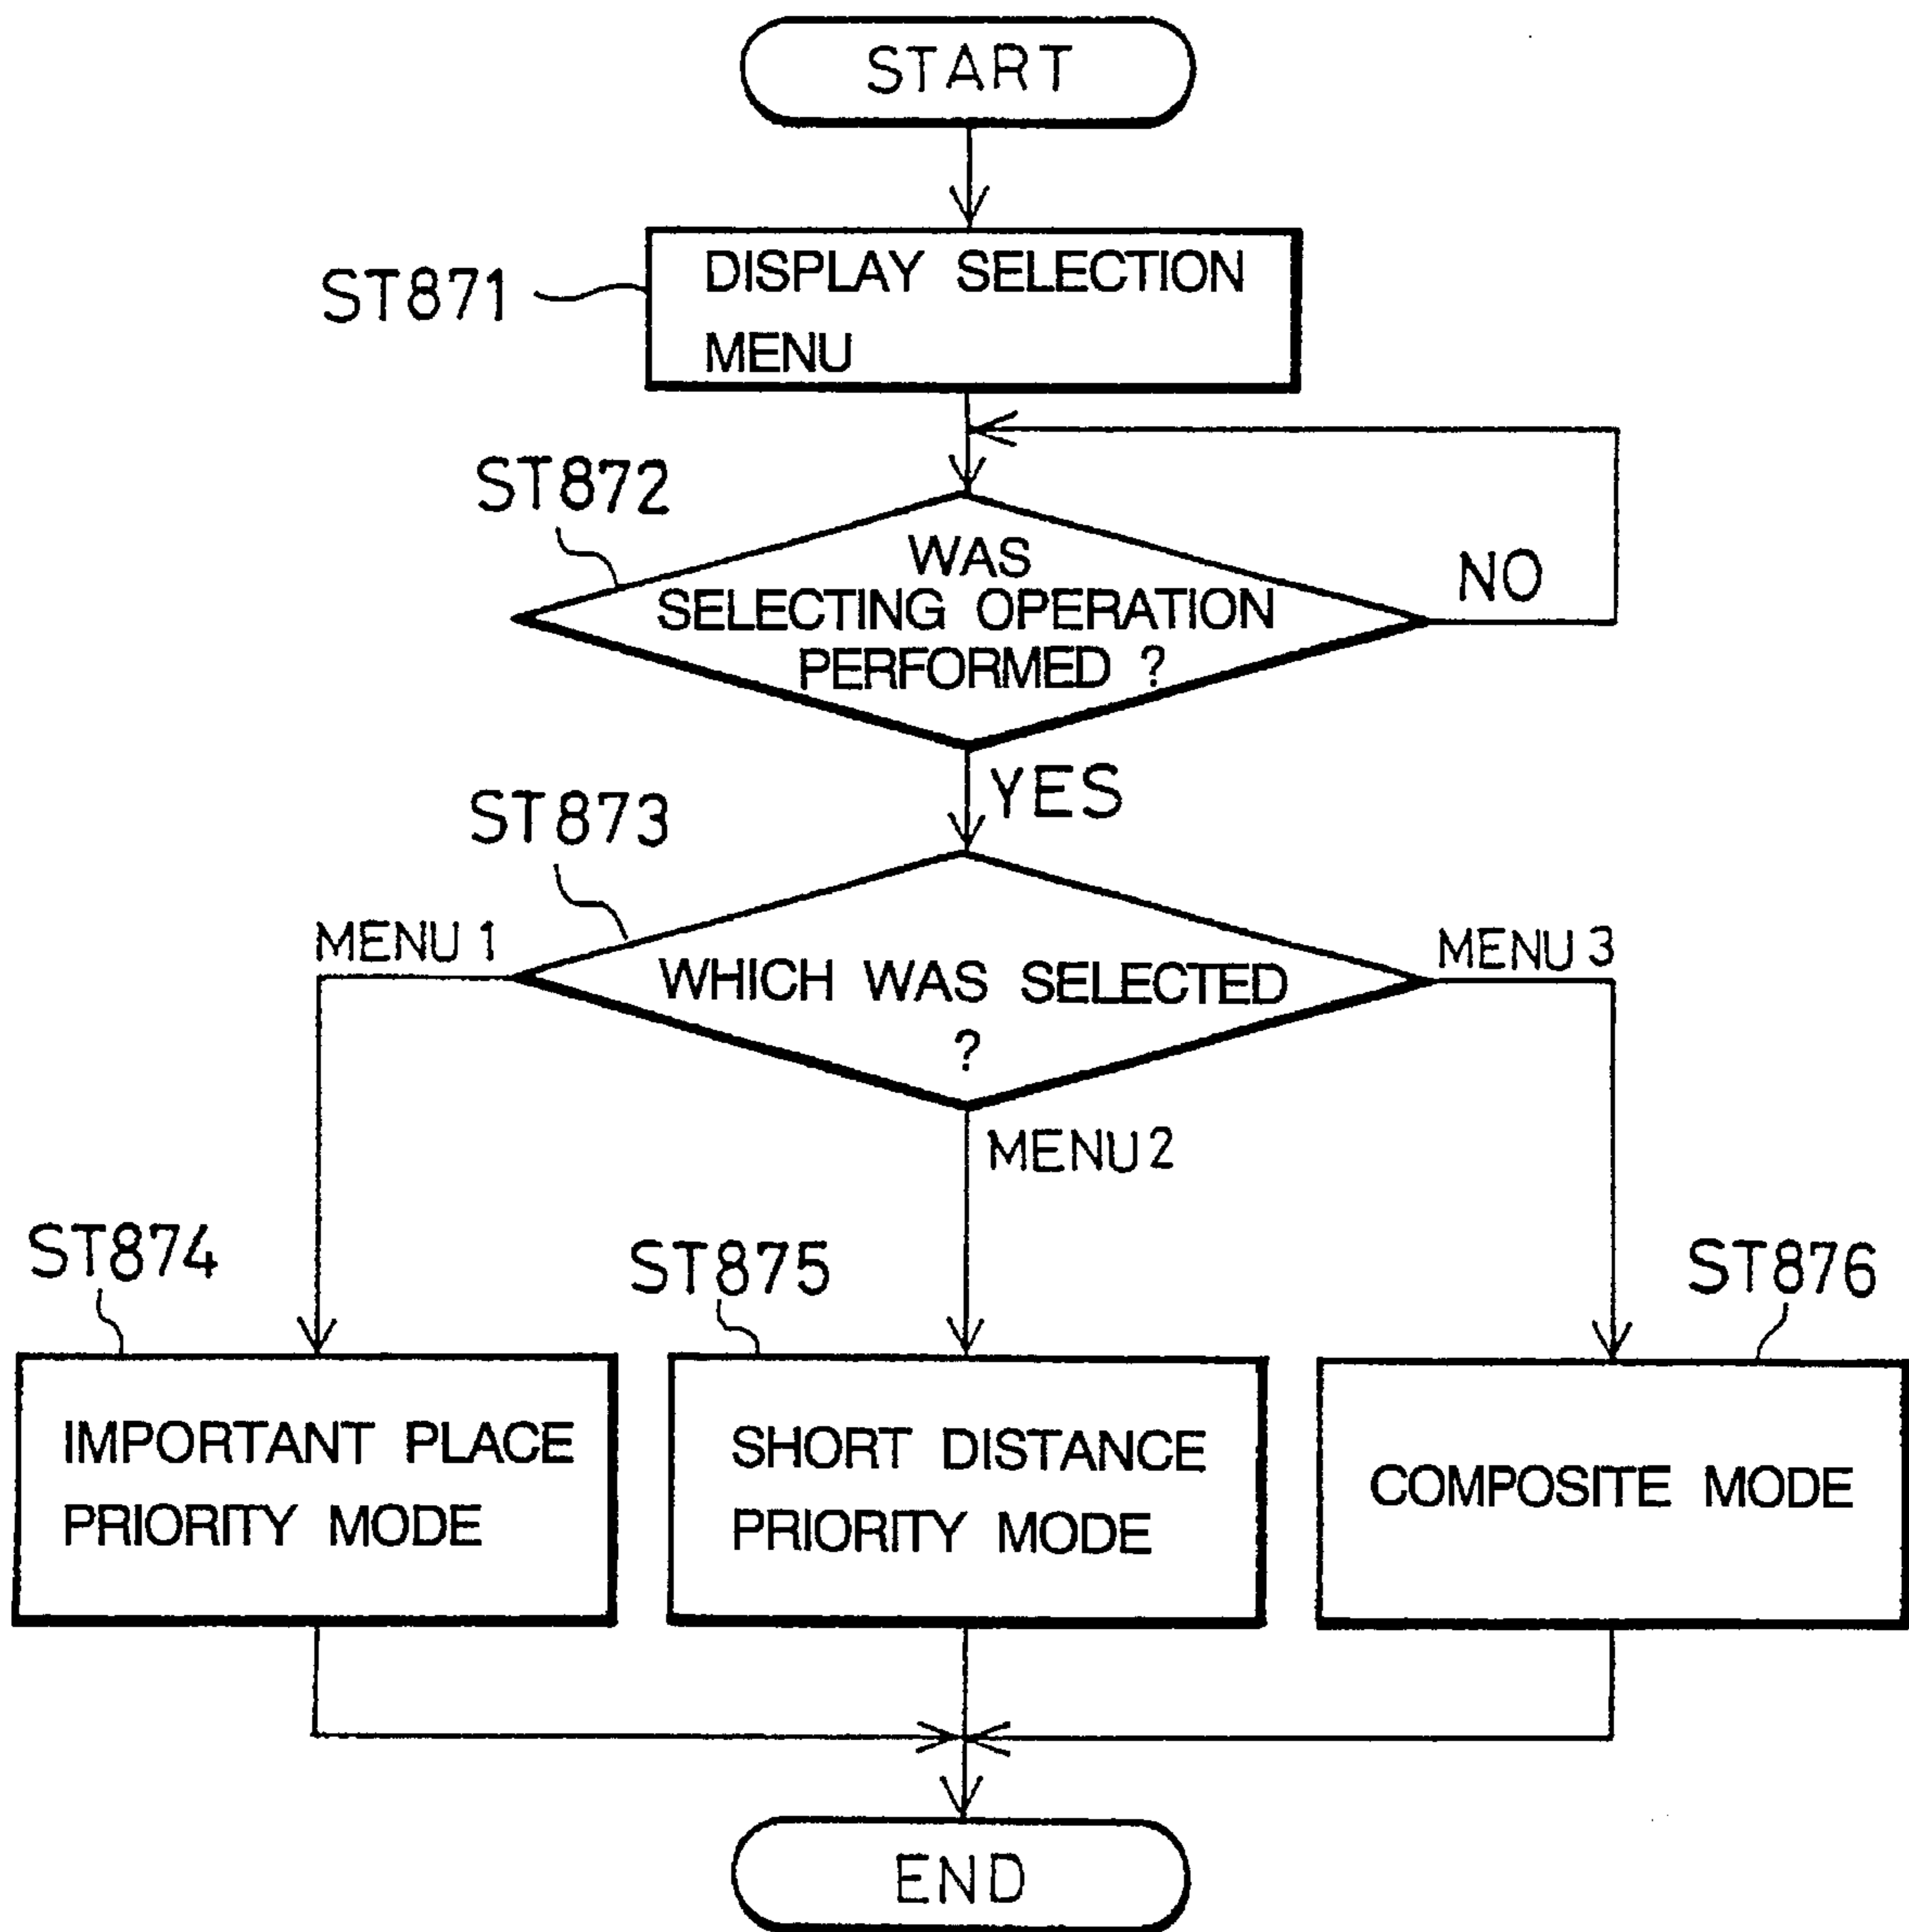 START
ST871
DISPLAY SELECTION
MENU
ST872
WAS
SELECTING OPERATION
PERFORMED ?
NO
YES
ST873
MENU 1
WHICH WAS SELECTED
?
MENU 3
MENU 2
ST874
ST875
ST876
IMPORTANT PLACE
PRIORITY MODE
SHORT DISTANCE
PRIORITY MODE
COMPOSITE MODE
END